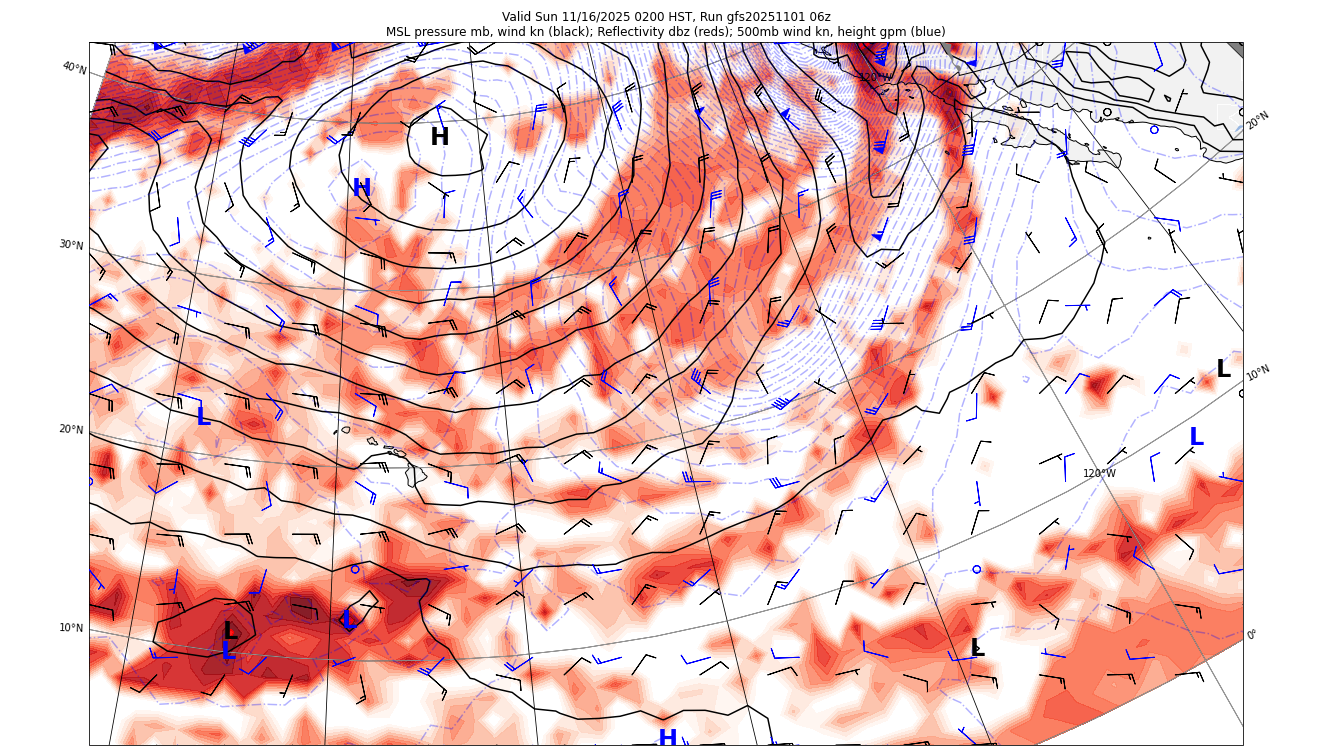 Valid Sun 11/16/2025 0200 HST, Run gfs20251101 06z
MSL pressure mb, wind kn (black); Reflectivity dbz (reds); 500mb wind kn, height gpm (blue)
40°N
120°W
20°N
H
H
30°N
L
10°N
L
L
20°N
120°W
10°N
L
L
L
0°
L
H